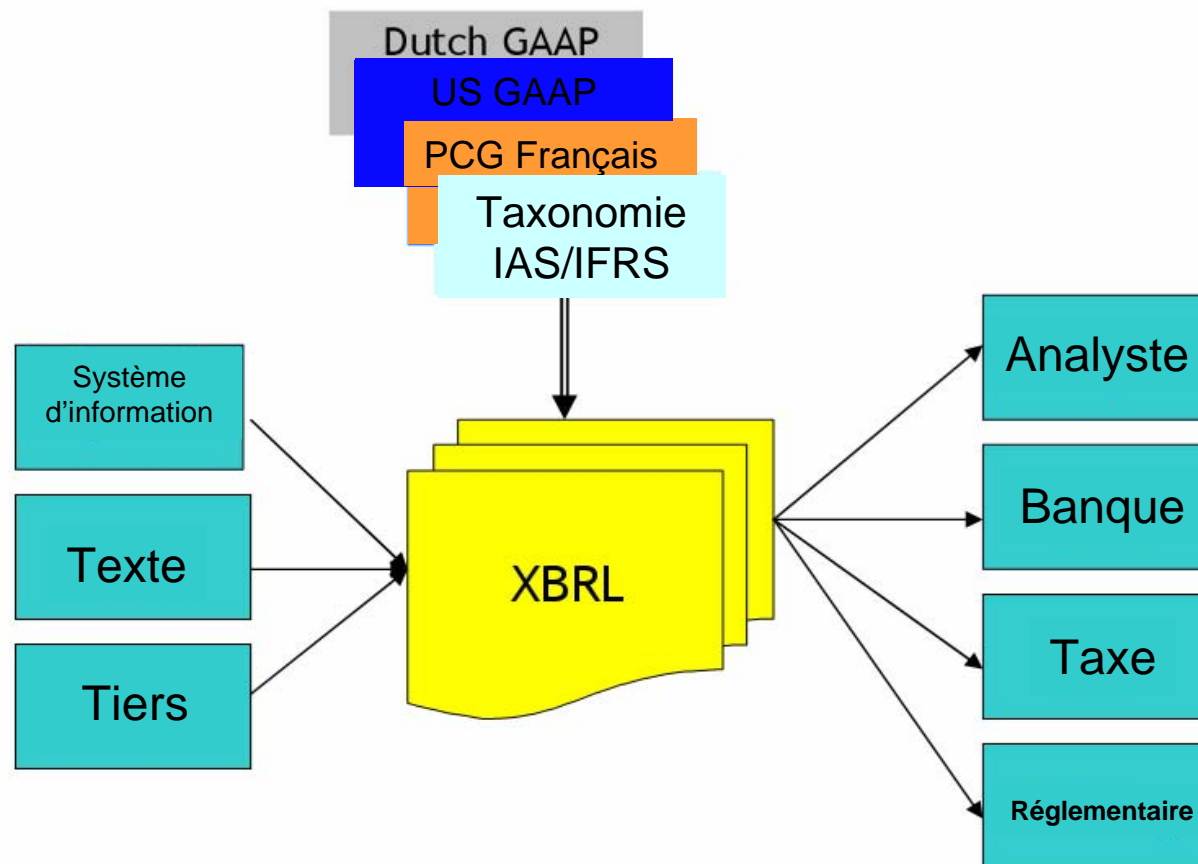 Dutch GAAP
US GAAP
PCG Français
Taxonomie
IAS/IFRS
Système
d’information
Texte
Tiers
XBRL
Analyste
Banque
Taxe
Réglementaire